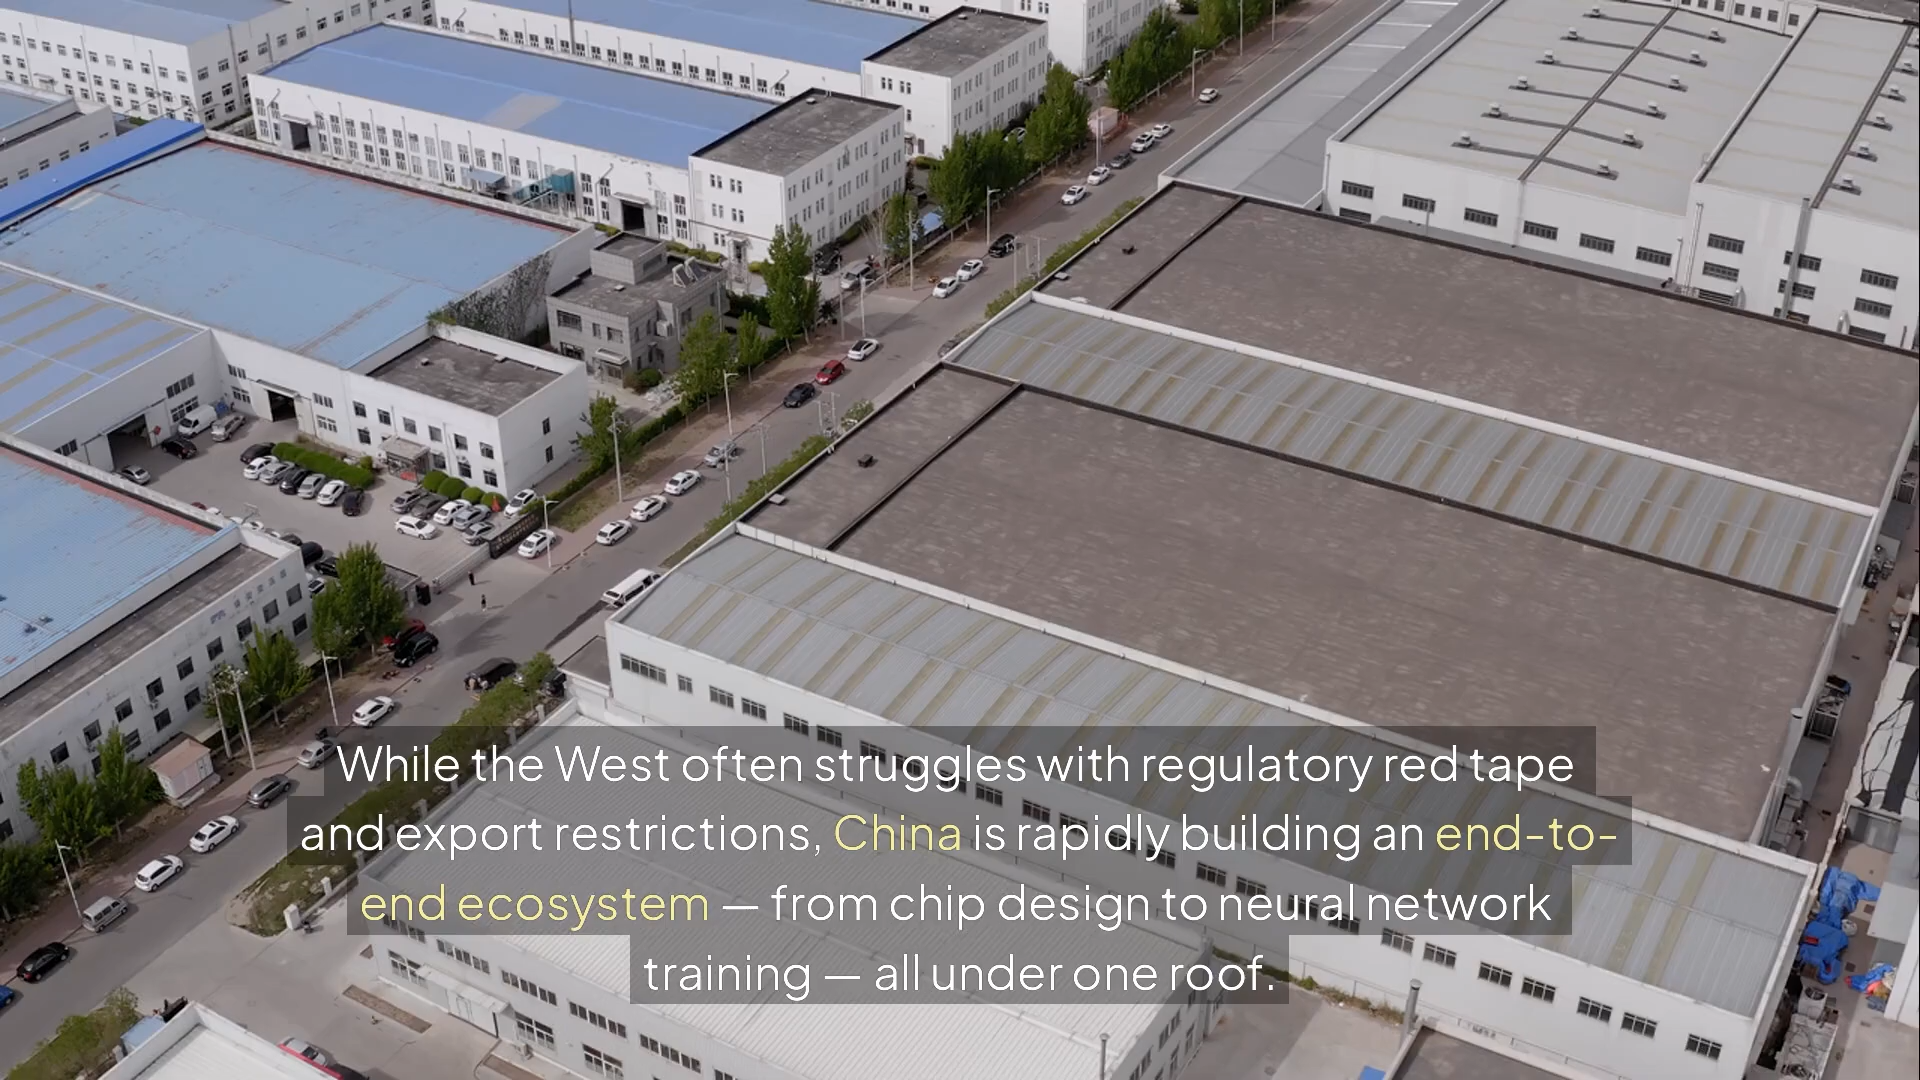 While the West often struggles with regulatory red tape
and export restrictions, China is rapidly building an end-to-
end ecosystem — from chip design to neural network
training — all under one roof.